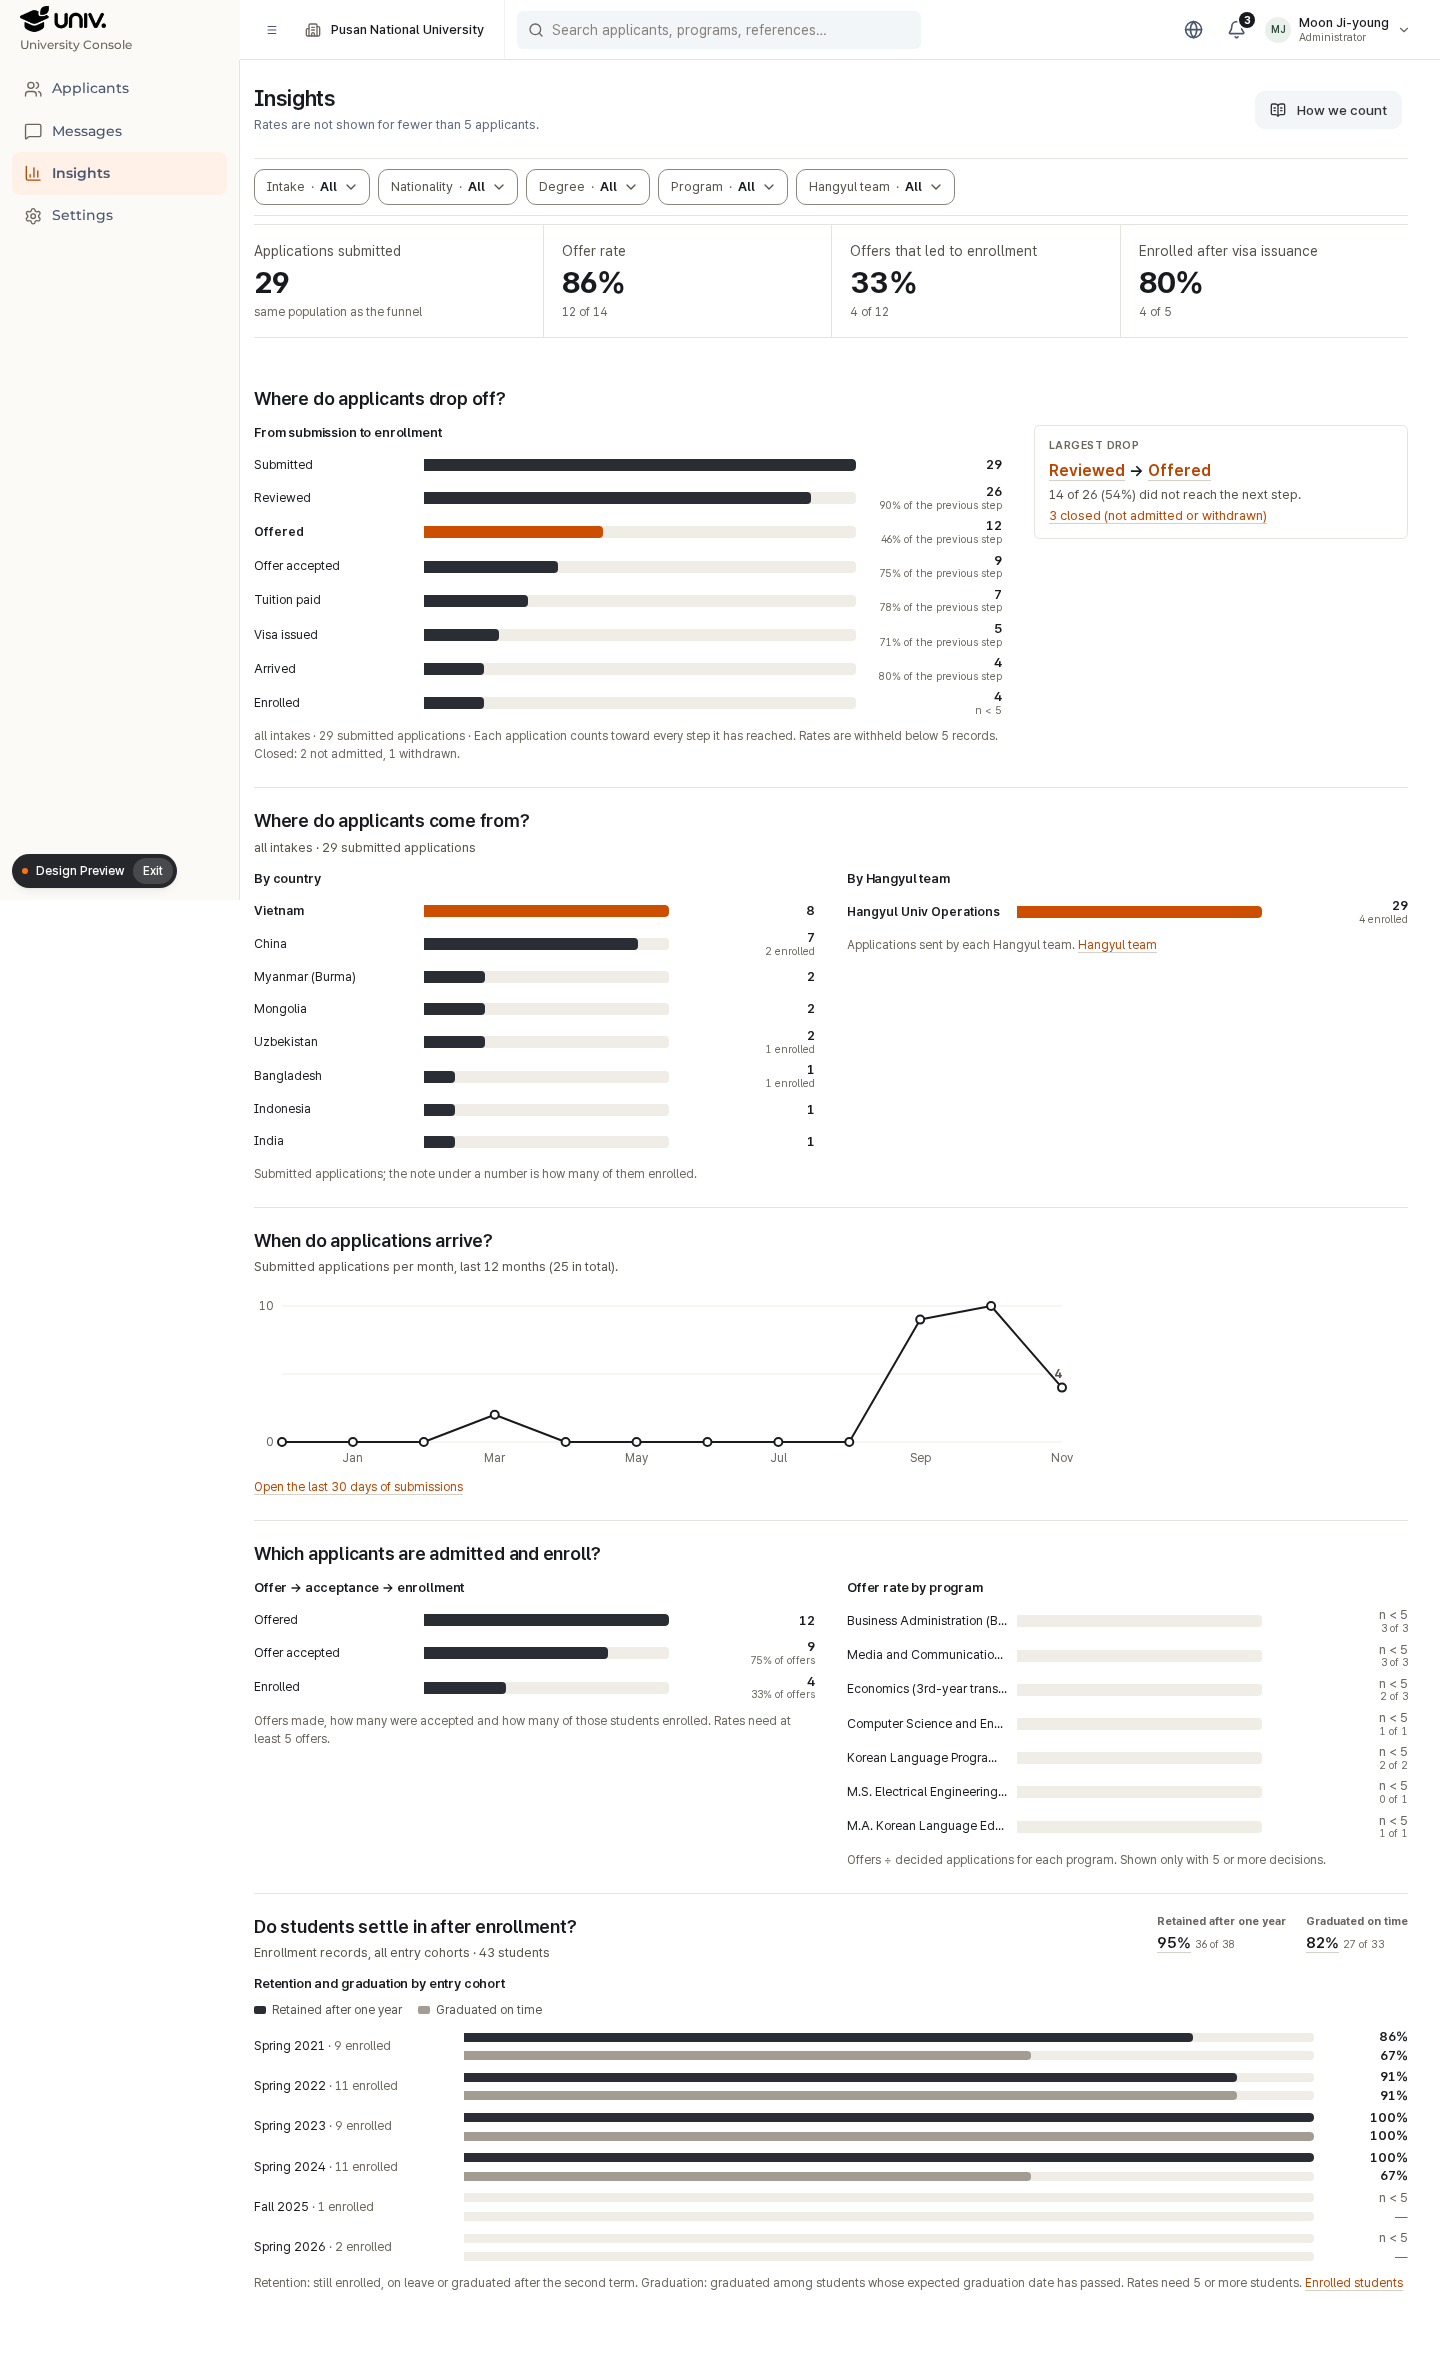 UNIV.
University Console
Applicants
Messages
Insights
Settings
Design Preview Exit
Pusan National University
Search applicants, programs, references...
3
MJ
Moon Ji-young
Administrator
Insights
Rates are not shown for fewer than 5 applicants.
How we count
Intake · All
Nationality · All
Degree · All
Program · All
Hangyul team · All
Applications submitted
29
same population as the funnel
Offer rate
86%
12 of 14
Offers that led to enrollment
33%
4 of 12
Enrolled after visa issuance
80%
4 of 5
Where do applicants drop off?
From submission to enrollment
Submitted 29
Reviewed 26
90% of the previous step
Offered 12
46% of the previous step
Offer accepted 9
75% of the previous step
Tuition paid 7
78% of the previous step
Visa issued 5
71% of the previous step
Arrived 4
80% of the previous step
Enrolled 4
n < 5
all intakes · 29 submitted applications · Each application counts toward every step it has reached. Rates are withheld below 5 records.
Closed: 2 not admitted, 1 withdrawn.
LARGEST DROP
Reviewed → Offered
14 of 26 (54%) did not reach the next step.
3 closed (not admitted or withdrawn)
Where do applicants come from?
all intakes · 29 submitted applications
By country
Vietnam 8
China 7
2 enrolled
Myanmar (Burma) 2
Mongolia 2
Uzbekistan 2
1 enrolled
Bangladesh 1
1 enrolled
Indonesia 1
India 1
Submitted applications; the note under a number is how many of them enrolled.
By Hangyul team
Hangyul Univ Operations 29
4 enrolled
Applications sent by each Hangyul team. Hangyul team
When do applications arrive?
Submitted applications per month, last 12 months (25 in total).
10
4
0
Jan Mar May Jul Sep Nov
Open the last 30 days of submissions
Which applicants are admitted and enroll?
Offer → acceptance → enrollment
Offered 12
Offer accepted 9
75% of offers
Enrolled 4
33% of offers
Offers made, how many were accepted and how many of those students enrolled. Rates need at
least 5 offers.
Offer rate by program
Business Administration (B... n < 5
3 of 3
Media and Communicatio... n < 5
3 of 3
Economics (3rd-year trans... n < 5
2 of 3
Computer Science and En... n < 5
1 of 1
Korean Language Progra... n < 5
2 of 2
M.S. Electrical Engineering... n < 5
0 of 1
M.A. Korean Language Ed... n < 5
1 of 1
Offers ÷ decided applications for each program. Shown only with 5 or more decisions.
Do students settle in after enrollment?
Enrollment records, all entry cohorts · 43 students
Retained after one year
95% 36 of 38
Graduated on time
82% 27 of 33
Retention and graduation by entry cohort
Retained after one year Graduated on time
Spring 2021 · 9 enrolled 86%
67%
Spring 2022 · 11 enrolled 91%
91%
Spring 2023 · 9 enrolled 100%
100%
Spring 2024 · 11 enrolled 100%
67%
Fall 2025 · 1 enrolled n < 5
—
Spring 2026 · 2 enrolled n < 5
—
Retention: still enrolled, on leave or graduated after the second term. Graduation: graduated among students whose expected graduation date has passed. Rates need 5 or more students. Enrolled students